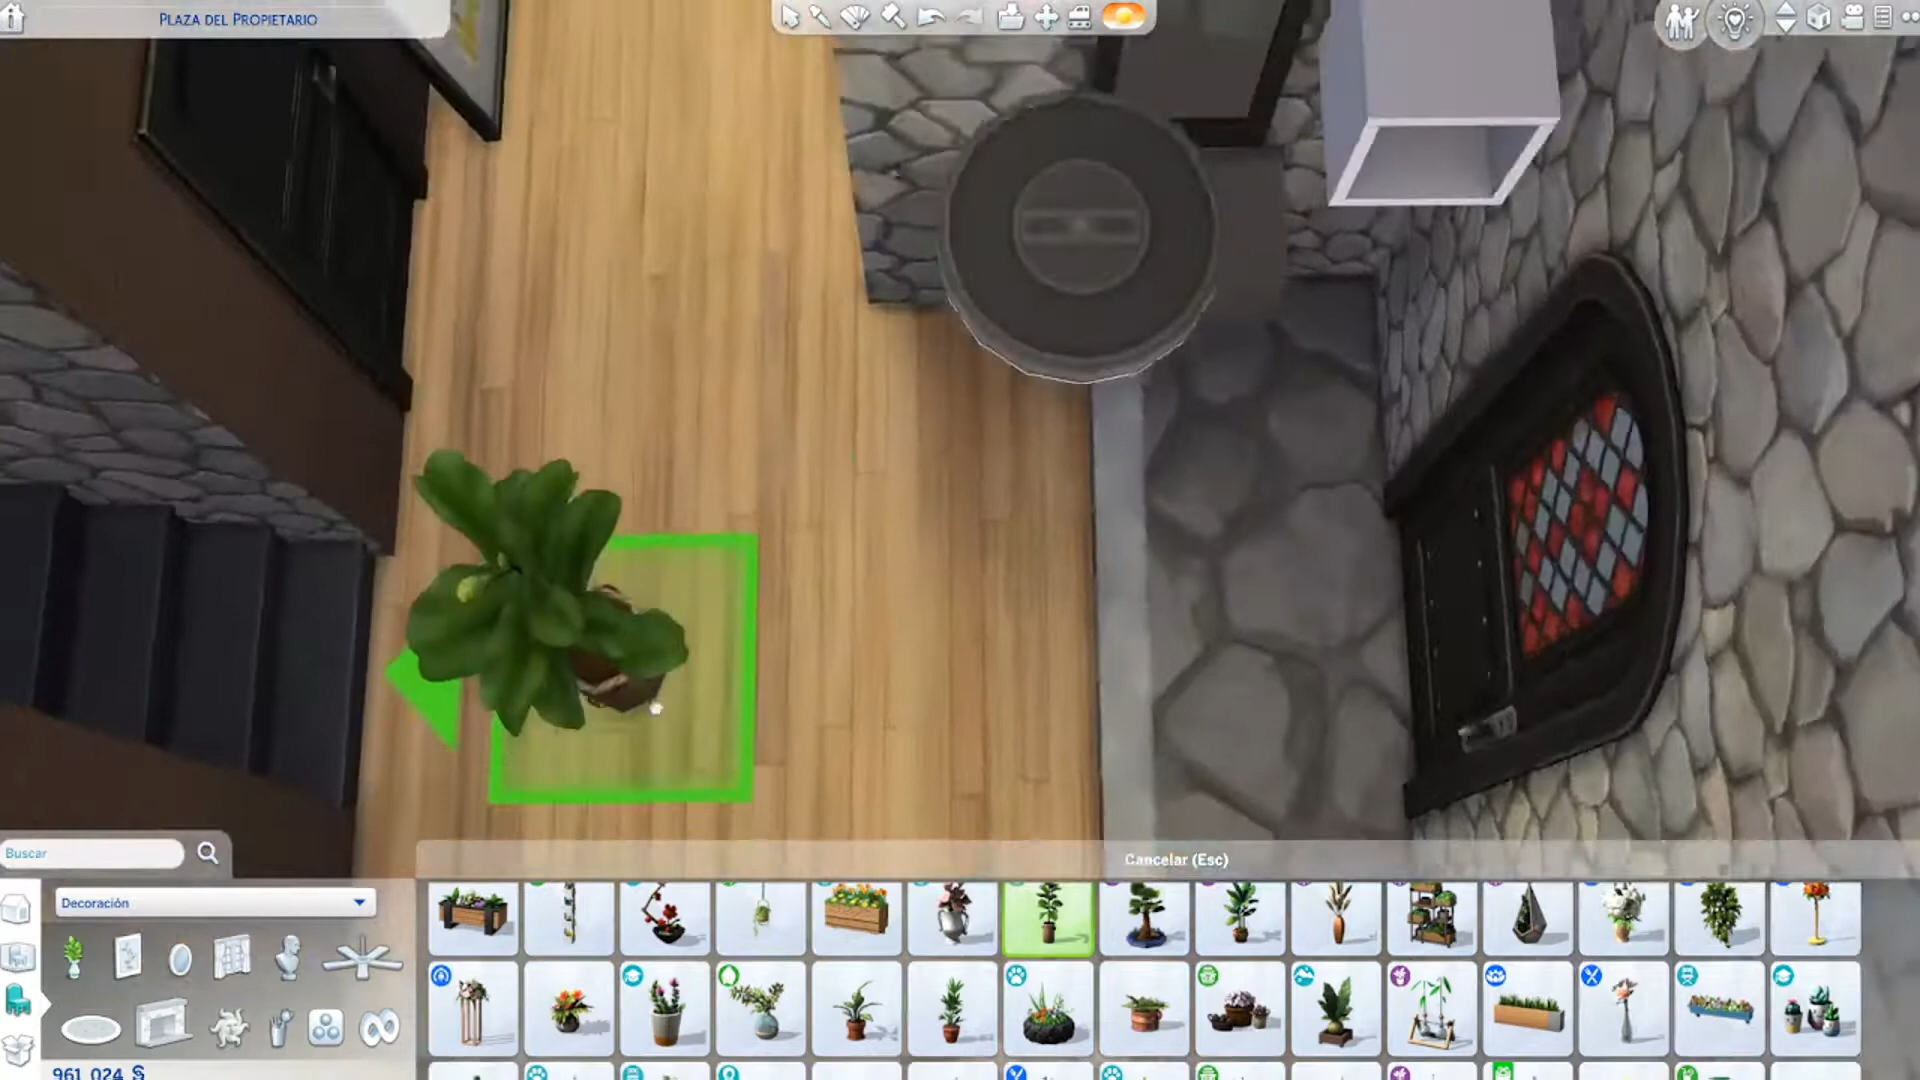 Plaza del Propietario
Cancelar (Esc)
Buscar
Decoración
961 024 $